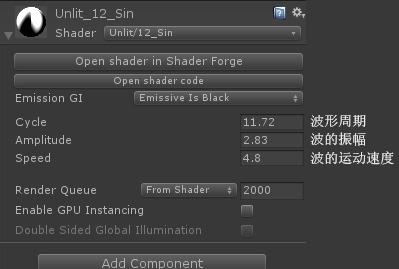 Unlit_12_Sin
Shader Unlit/12_Sin
Open shader in Shader Forge
Open shader code
Emission GI Emissive Is Black
Cycle 11.72 波形周期
Amplitude 2.83 波的振幅
Speed 4.8 波的运动速度
Render Queue From Shader 2000
Enable GPU Instancing
Double Sided Global Illumination
Add Component